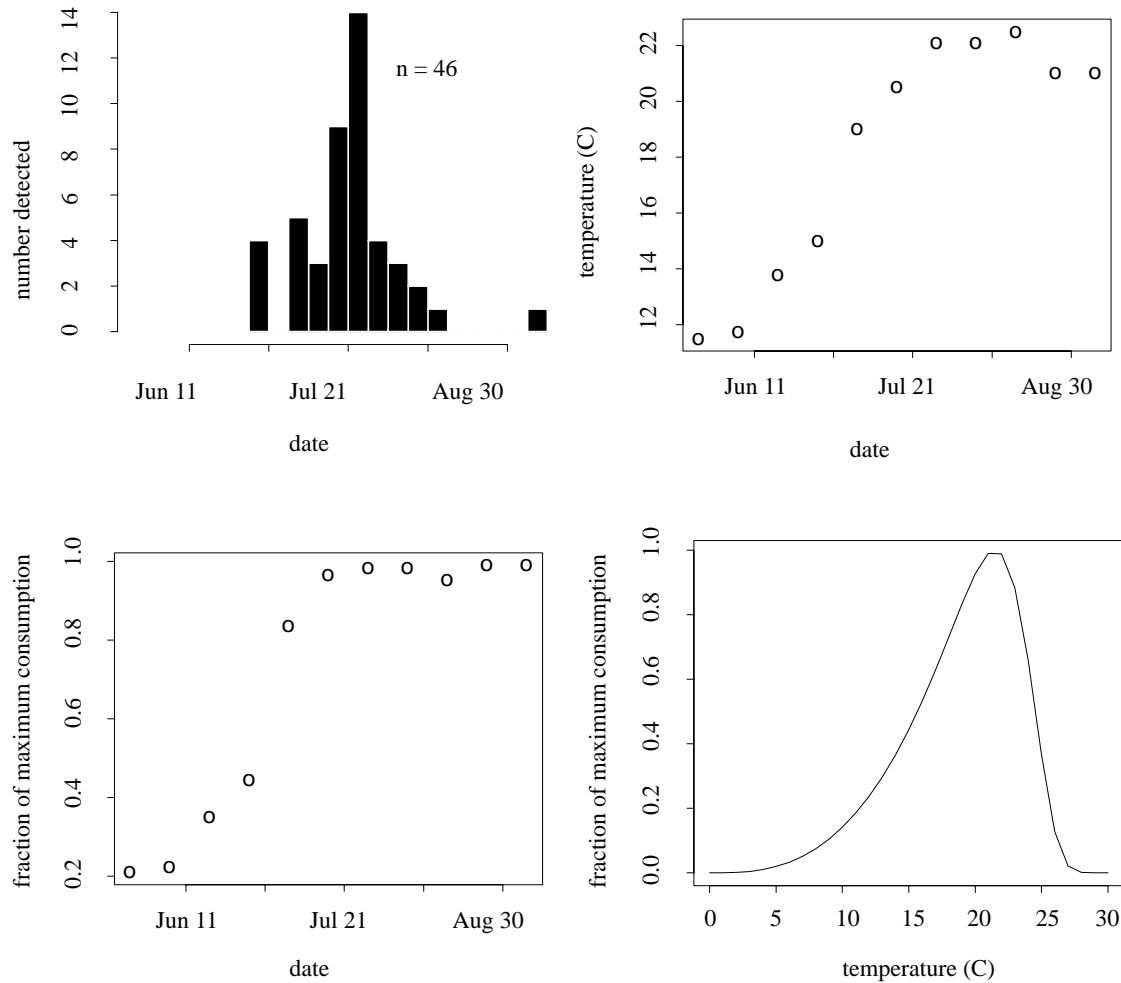 n = 46
number detected
0 2 4 6 8 10 12 14
Jun 11 Jul 21 Aug 30
date
temperature (C)
12 14 16 18 20 22
Jun 11 Jul 21 Aug 30
date
fraction of maximum consumption
0.2 0.4 0.6 0.8 1.0
Jun 11 Jul 21 Aug 30
date
fraction of maximum consumption
0.0 0.2 0.4 0.6 0.8 1.0
0 5 10 15 20 25 30
temperature (C)